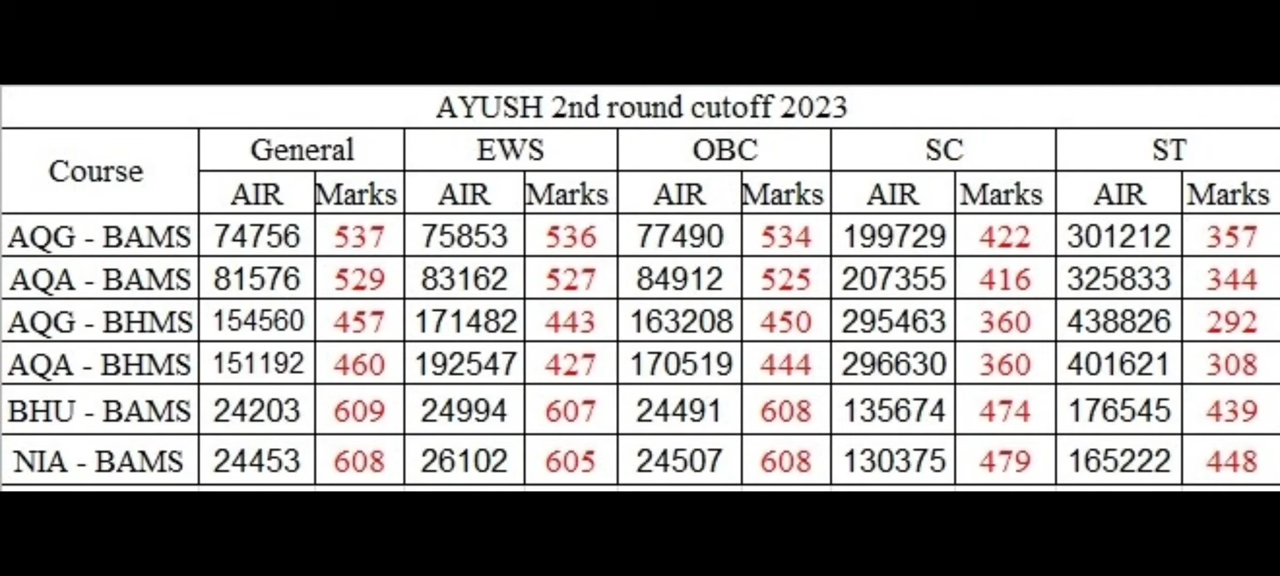 AYUSH 2nd round cutoff 2023
Course General EWS OBC SC ST
AIR Marks AIR Marks AIR Marks AIR Marks AIR Marks
AQG - BAMS 74756 537 75853 536 77490 534 199729 422 301212 357
AQA - BAMS 81576 529 83162 527 84912 525 207355 416 325833 344
AQG - BHMS 154560 457 171482 443 163208 450 295463 360 438826 292
AQA - BHMS 151192 460 192547 427 170519 444 296630 360 401621 308
BHU - BAMS 24203 609 24994 607 24491 608 135674 474 176545 439
NIA - BAMS 24453 608 26102 605 24507 608 130375 479 165222 448